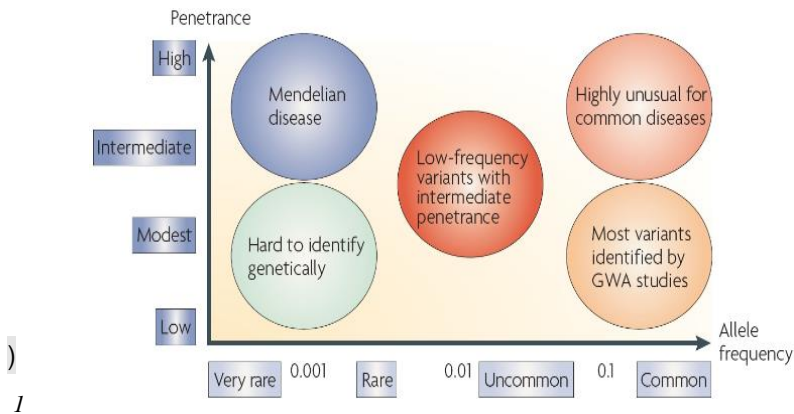 Penetrance
High
Mendelian
disease
Highly unusual for
common diseases
Intermediate
Low-frequency
variants with
intermediate
penetrance
Modest
Hard to identify
genetically
Most variants
identified by
GWA studies
Low
Allele
frequency
Very rare 0.001 Rare 0.01 Uncommon 0.1 Common
)
1